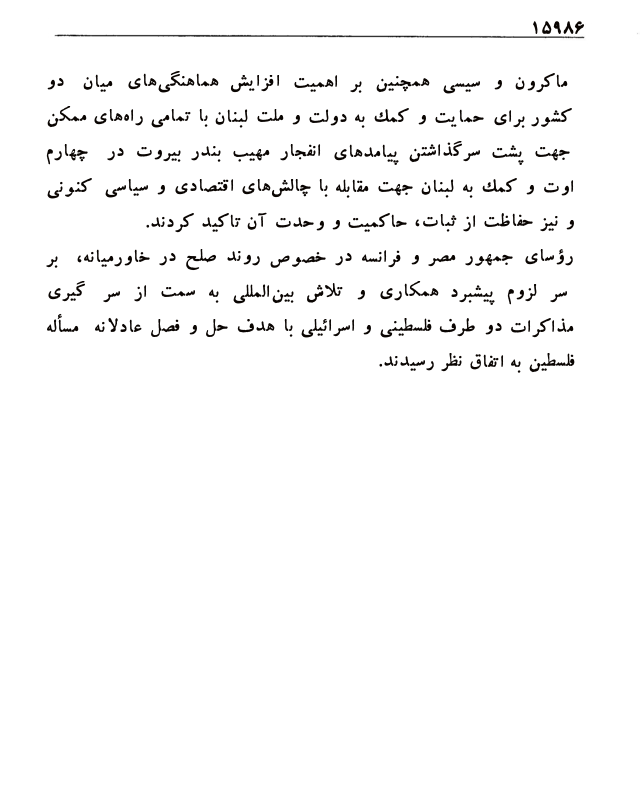 ۱۵۹۸۶
ماکرون و سیسی همچنین بر اهمیت افزایش هماهنگی‌های میان دو
کشور برای حمایت و کمك به دولت و ملت لبنان با تمامی راه‌های ممکن
جهت پشت سرگذاشتن پیامدهای انفجار مهیب بندر بیروت در چهارم
اوت و کمك به لبنان جهت مقابله با چالش‌های اقتصادی و سیاسی کنونی
و نیز حفاظت از ثبات، حاکمیت و وحدت آن تاکید کردند.
رؤسای جمهور مصر و فرانسه در خصوص روند صلح در خاورمیانه، بر
سر لزوم پیشبرد همکاری و تلاش بین‌المللی به سمت از سر گیری
مذاکرات دو طرف فلسطینی و اسرائیلی با هدف حل و فصل عادلانه مسأله
فلسطین به اتفاق نظر رسیدند.